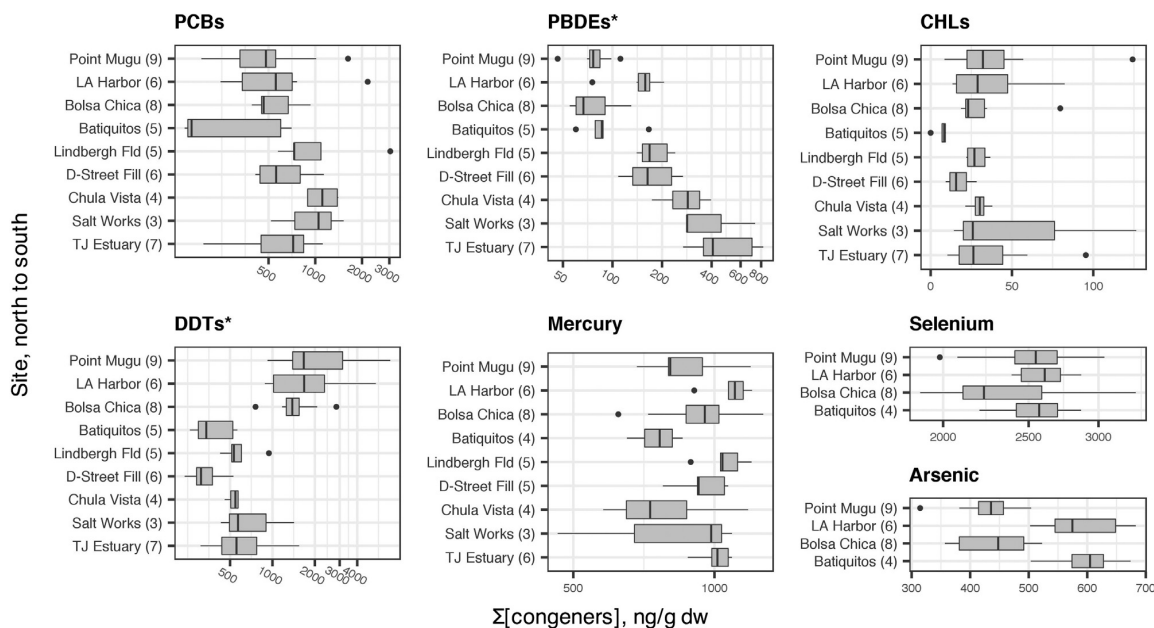 PCBs
Point Mugu (9)
LA Harbor (6)
Bolsa Chica (8)
Batiquitos (5)
Lindbergh Fld (5)
D-Street Fill (6)
Chula Vista (4)
Salt Works (3)
TJ Estuary (7)
500
1000
2000
3000
PBDEs*
Point Mugu (9)
LA Harbor (6)
Bolsa Chica (8)
Batiquitos (5)
Lindbergh Fld (5)
D-Street Fill (6)
Chula Vista (4)
Salt Works (3)
TJ Estuary (7)
50
100
200
400
600
800
CHLs
Point Mugu (9)
LA Harbor (6)
Bolsa Chica (8)
Batiquitos (5)
Lindbergh Fld (5)
D-Street Fill (6)
Chula Vista (4)
Salt Works (3)
TJ Estuary (7)
0
50
100
Site, north to south
DDTs*
Point Mugu (9)
LA Harbor (6)
Bolsa Chica (8)
Batiquitos (5)
Lindbergh Fld (5)
D-Street Fill (6)
Chula Vista (4)
Salt Works (3)
TJ Estuary (7)
500
1000
2000
3000
4000
Mercury
Point Mugu (9)
LA Harbor (6)
Bolsa Chica (8)
Batiquitos (4)
Lindbergh Fld (5)
D-Street Fill (5)
Chula Vista (4)
Salt Works (3)
TJ Estuary (6)
500
1000
Selenium
Point Mugu (9)
LA Harbor (6)
Bolsa Chica (8)
Batiquitos (4)
2000
2500
3000
Arsenic
Point Mugu (9)
LA Harbor (6)
Bolsa Chica (8)
Batiquitos (4)
300
400
500
600
700
Σ[congeners], ng/g dw